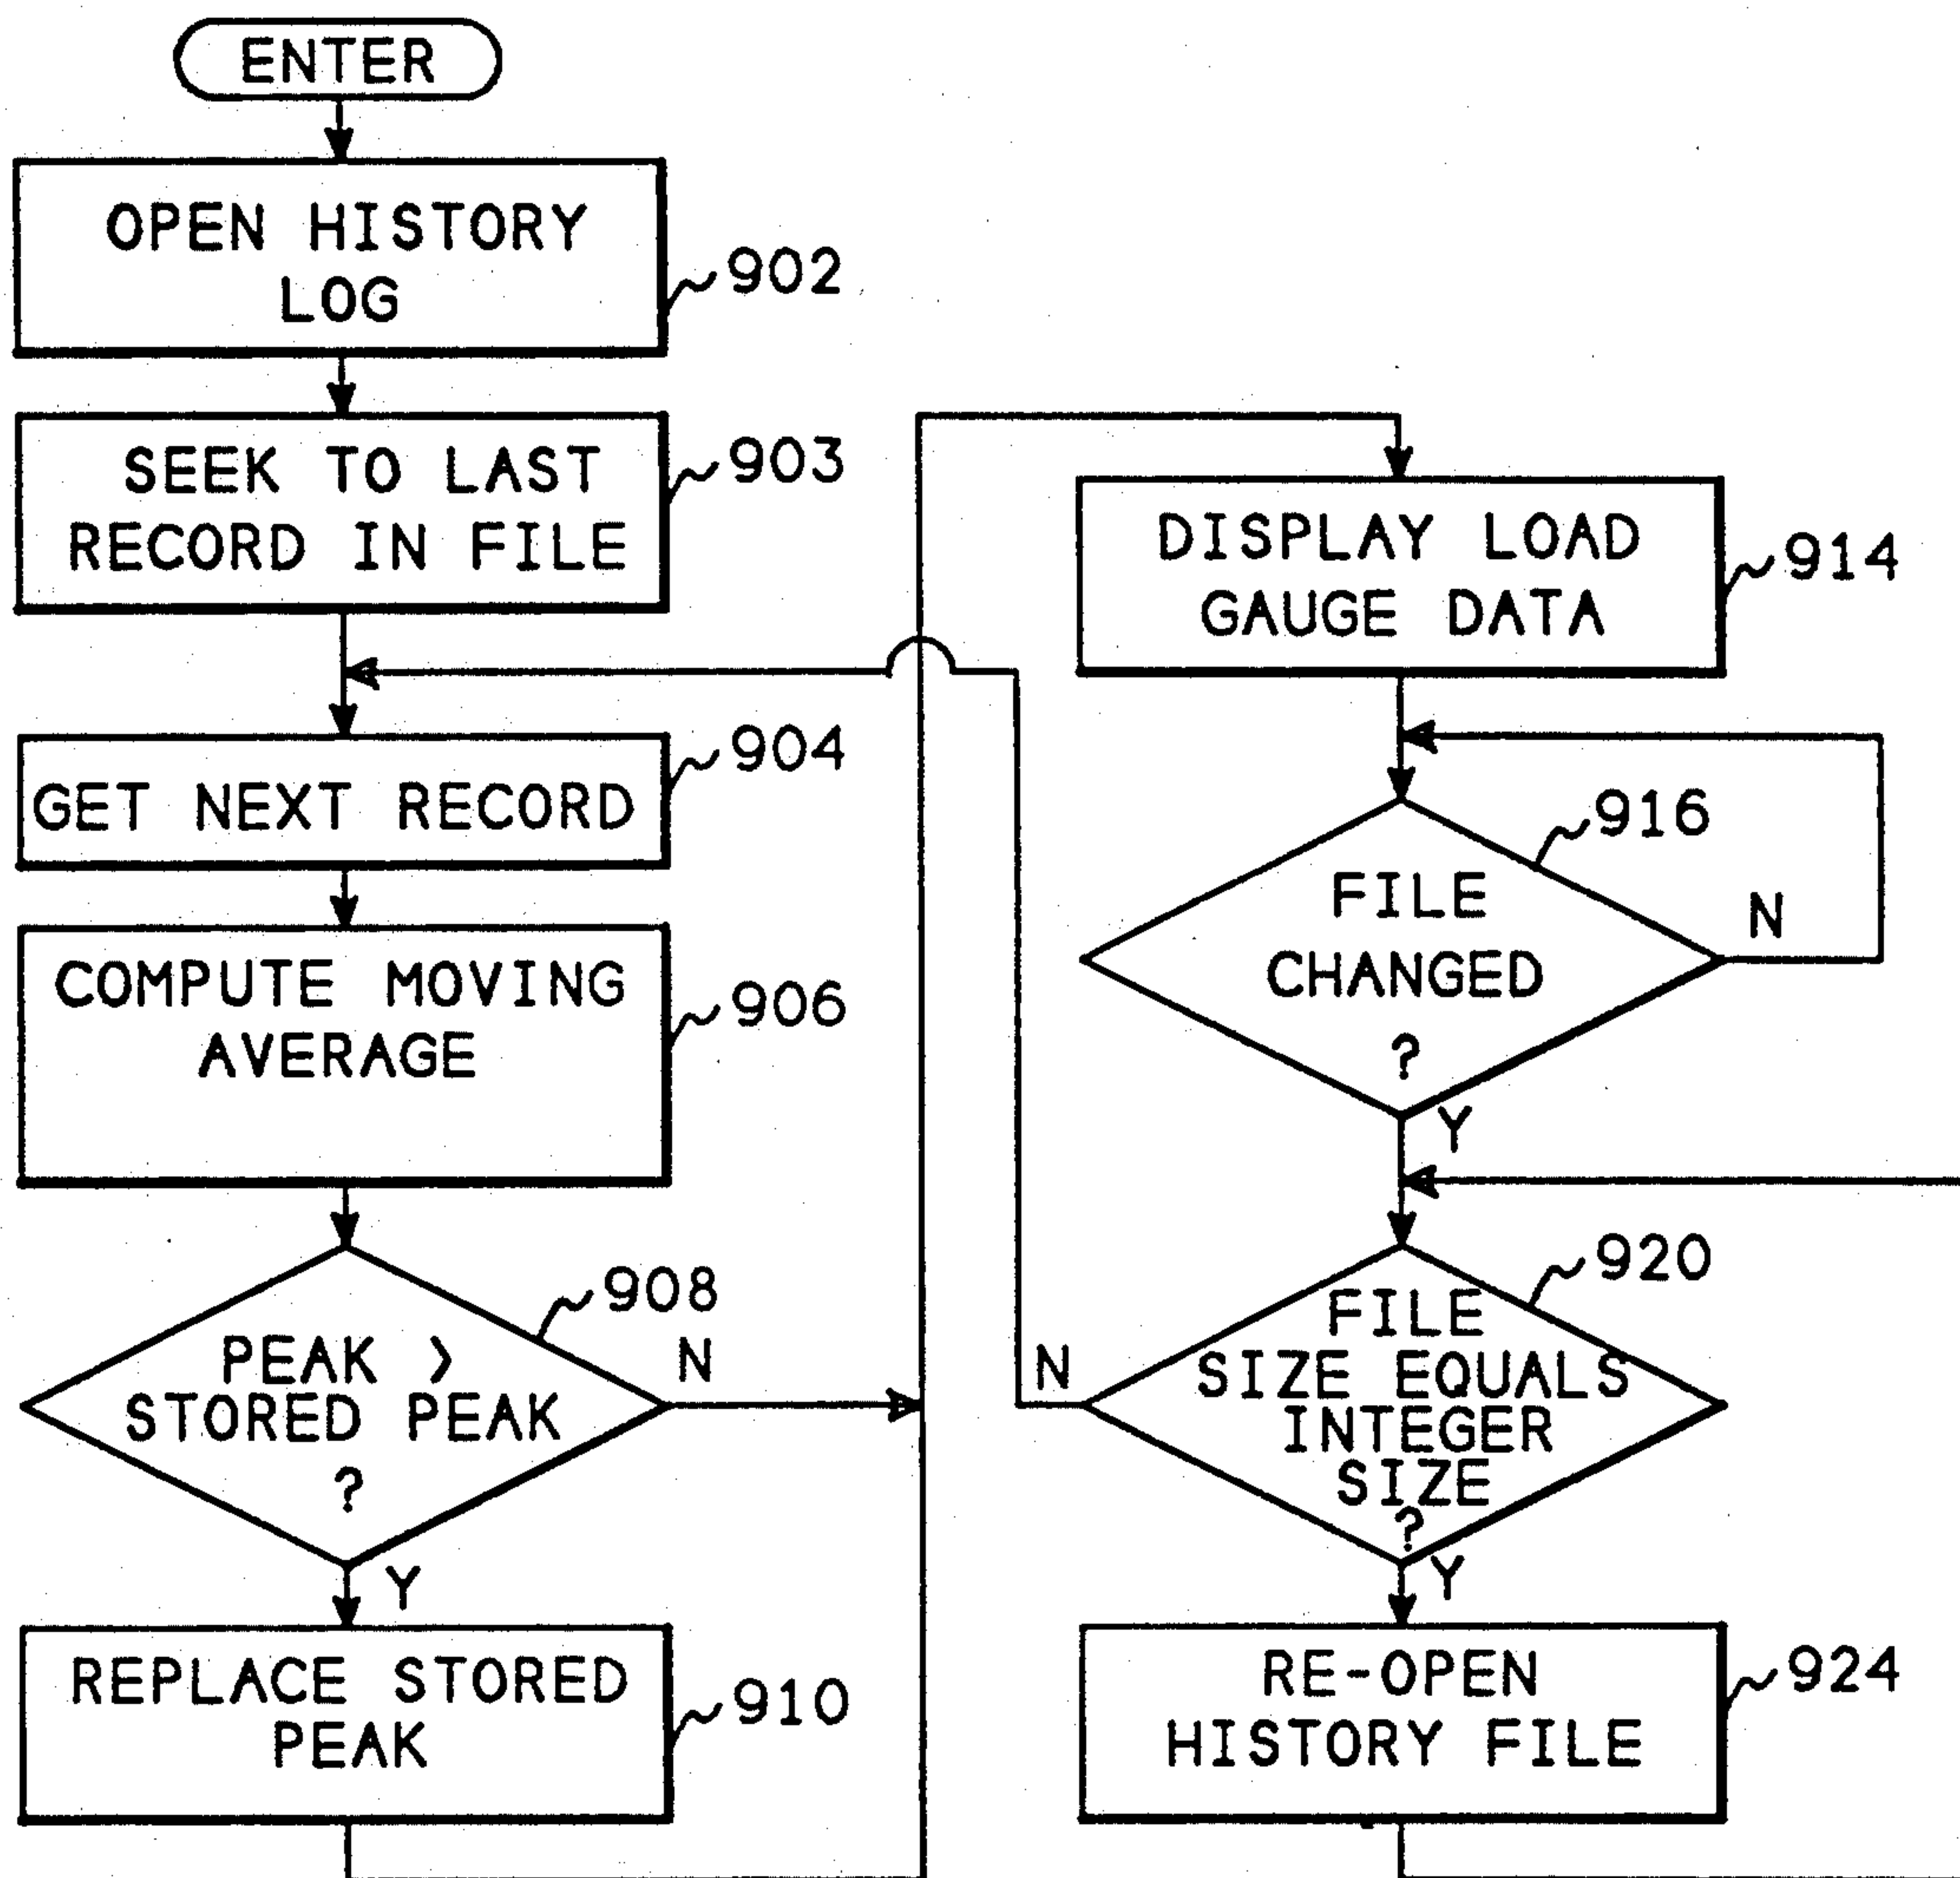 ENTER
OPEN HISTORY
LOG
902
SEEK TO LAST
RECORD IN FILE
903
GET NEXT RECORD
904
COMPUTE MOVING
AVERAGE
906
PEAK >
STORED PEAK
?
908
N
Y
REPLACE STORED
PEAK
910
DISPLAY LOAD
GAUGE DATA
914
FILE
CHANGED
?
916
N
Y
FILE
SIZE EQUALS
INTEGER
SIZE
?
920
N
Y
RE-OPEN
HISTORY FILE
924